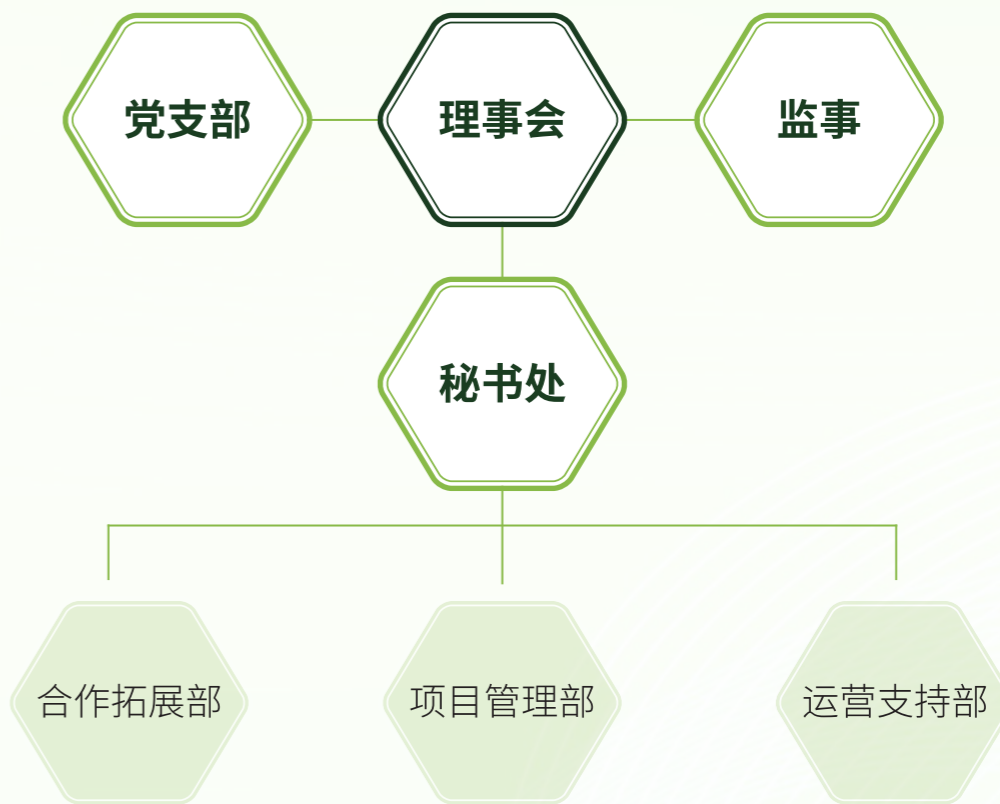 党支部
理事会
监事
秘书处
合作拓展部
项目管理部
运营支持部